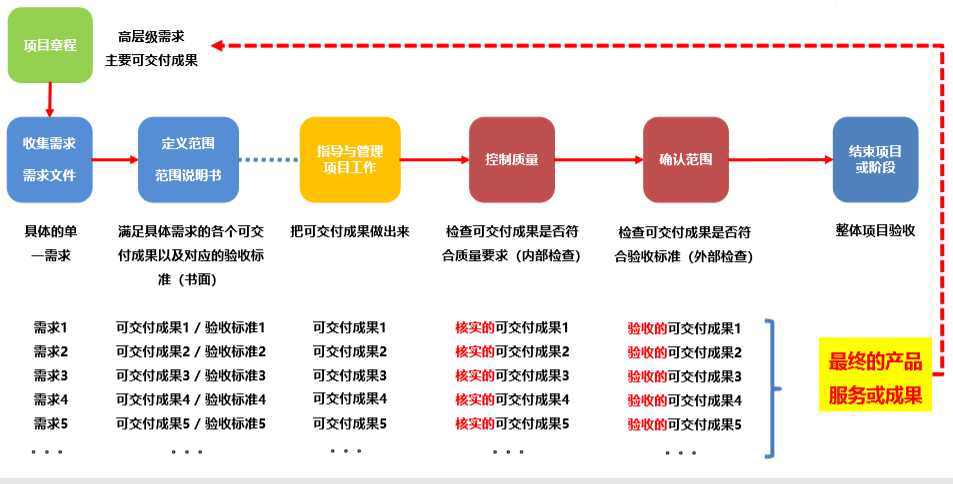 项目章程
高层级需求
主要可交付成果
收集需求
需求文件
定义范围
范围说明书
指导与管理
项目工作
控制质量
确认范围
结束项目
或阶段
具体的单
一需求
满足具体需求的各个可交
付成果以及对应的验收标
准（书面）
把可交付成果做出来
检查可交付成果是否符
合质量要求（内部检查）
检查可交付成果是否符
合验收标准（外部检查）
整体项目验收
需求1 可交付成果1 / 验收标准1 可交付成果1 核实的可交付成果1 验收的可交付成果1
需求2 可交付成果2 / 验收标准2 可交付成果2 核实的可交付成果2 验收的可交付成果2
需求3 可交付成果3 / 验收标准3 可交付成果3 核实的可交付成果3 验收的可交付成果3
需求4 可交付成果4 / 验收标准4 可交付成果4 核实的可交付成果4 验收的可交付成果4
需求5 可交付成果5 / 验收标准5 可交付成果5 核实的可交付成果5 验收的可交付成果5
• • • • • • • • • • • • • • •
最终的产品
服务或成果